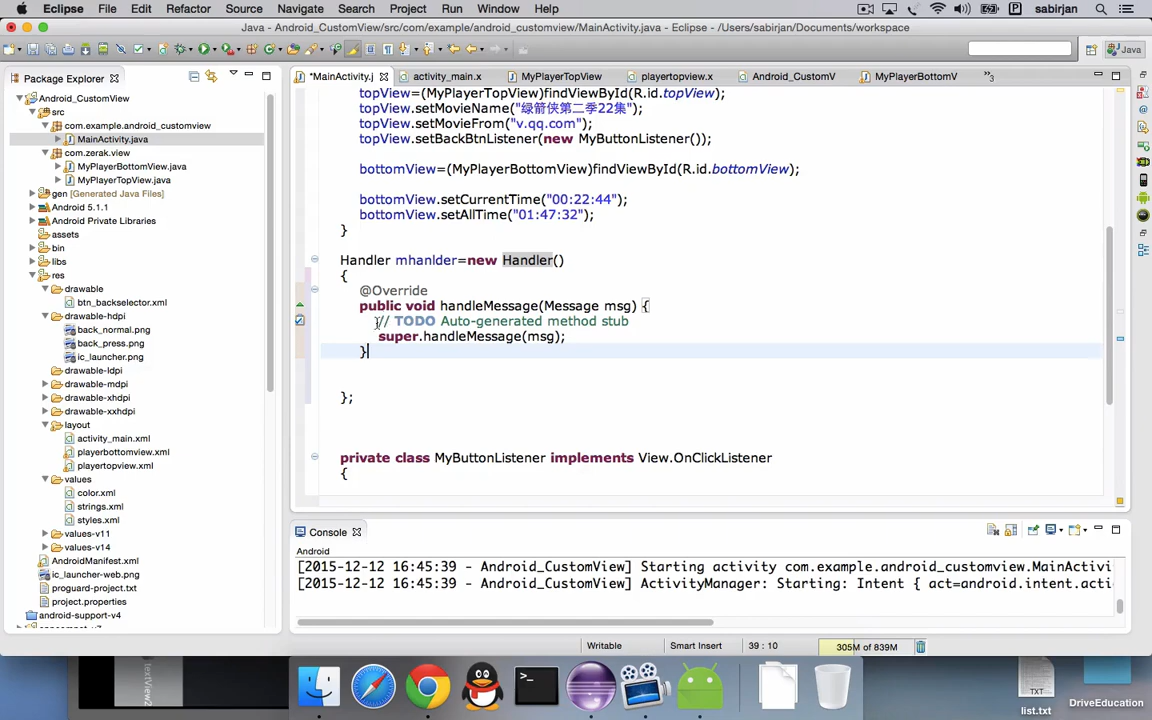 Eclipse File Edit Source Refactor Navigate Search Project Run Window Help sabirjan
Java - Android_CustomView/src/com/example/android_customview/MainActivity.java - Eclipse - /Users/sabirjan/Documents/workspace
Java
Package Explorer
*MainActivity.j activity_main.x MyPlayerTopView playertopview.x Android_CustomV MyPlayerBottomV »3
Android_CustomView
src
com.example.android_customview
MainActivity.java
com.zerak.view
MyPlayerBottomView.java
MyPlayerTopView.java
gen [Generated Java Files]
Android 5.1.1
Android Private Libraries
assets
bin
libs
res
drawable
btn_backselector.xml
drawable-hdpi
back_normal.png
back_press.png
ic_launcher.png
drawable-ldpi
drawable-mdpi
drawable-xhdpi
drawable-xxhdpi
layout
activity_main.xml
playerbottomview.xml
playertopview.xml
values
color.xml
strings.xml
styles.xml
values-v11
values-v14
AndroidManifest.xml
ic_launcher-web.png
proguard-project.txt
project.properties
android-support-v4
topView=(MyPlayerTopView)findViewById(R.id.topView);
topView.setMovieName("绿箭侠第二季22集");
topView.setMovieFrom("v.qq.com");
topView.setBackBtnListener(new MyButtonListener());
bottomView=(MyPlayerBottomView)findViewById(R.id.bottomView);
bottomView.setCurrentTime("00:22:44");
bottomView.setAllTime("01:47:32");
}
Handler mhanlder=new Handler()
{
@Override
public void handleMessage(Message msg) {
// TODO Auto-generated method stub
super.handleMessage(msg);
}
};
private class MyButtonListener implements View.OnClickListener
{
Console
Android
[2015-12-12 16:45:39 - Android_CustomView] Starting activity com.example.android_customview.MainActivi
[2015-12-12 16:45:39 - Android_CustomView] ActivityManager: Starting: Intent { act=android.intent.acti
Writable Smart Insert 39 : 10 305M of 839M
textView2
TXT
list.txt
DriveEducation